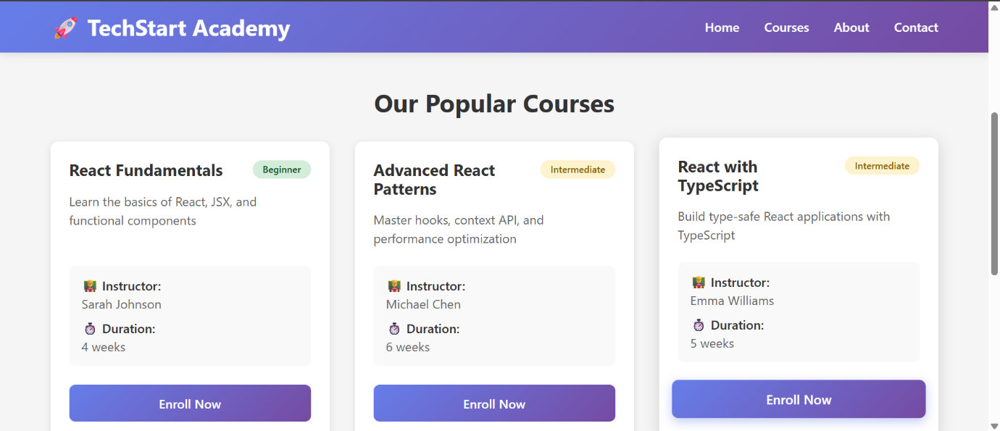 TechStart Academy
Home
Courses
About
Contact
Our Popular Courses
React Fundamentals
Beginner
Learn the basics of React, JSX, and
functional components
Instructor:
Sarah Johnson
Duration:
4 weeks
Enroll Now
Advanced React
Patterns
Intermediate
Master hooks, context API, and
performance optimization
Instructor:
Michael Chen
Duration:
6 weeks
Enroll Now
React with
TypeScript
Intermediate
Build type-safe React applications with
TypeScript
Instructor:
Emma Williams
Duration:
5 weeks
Enroll Now